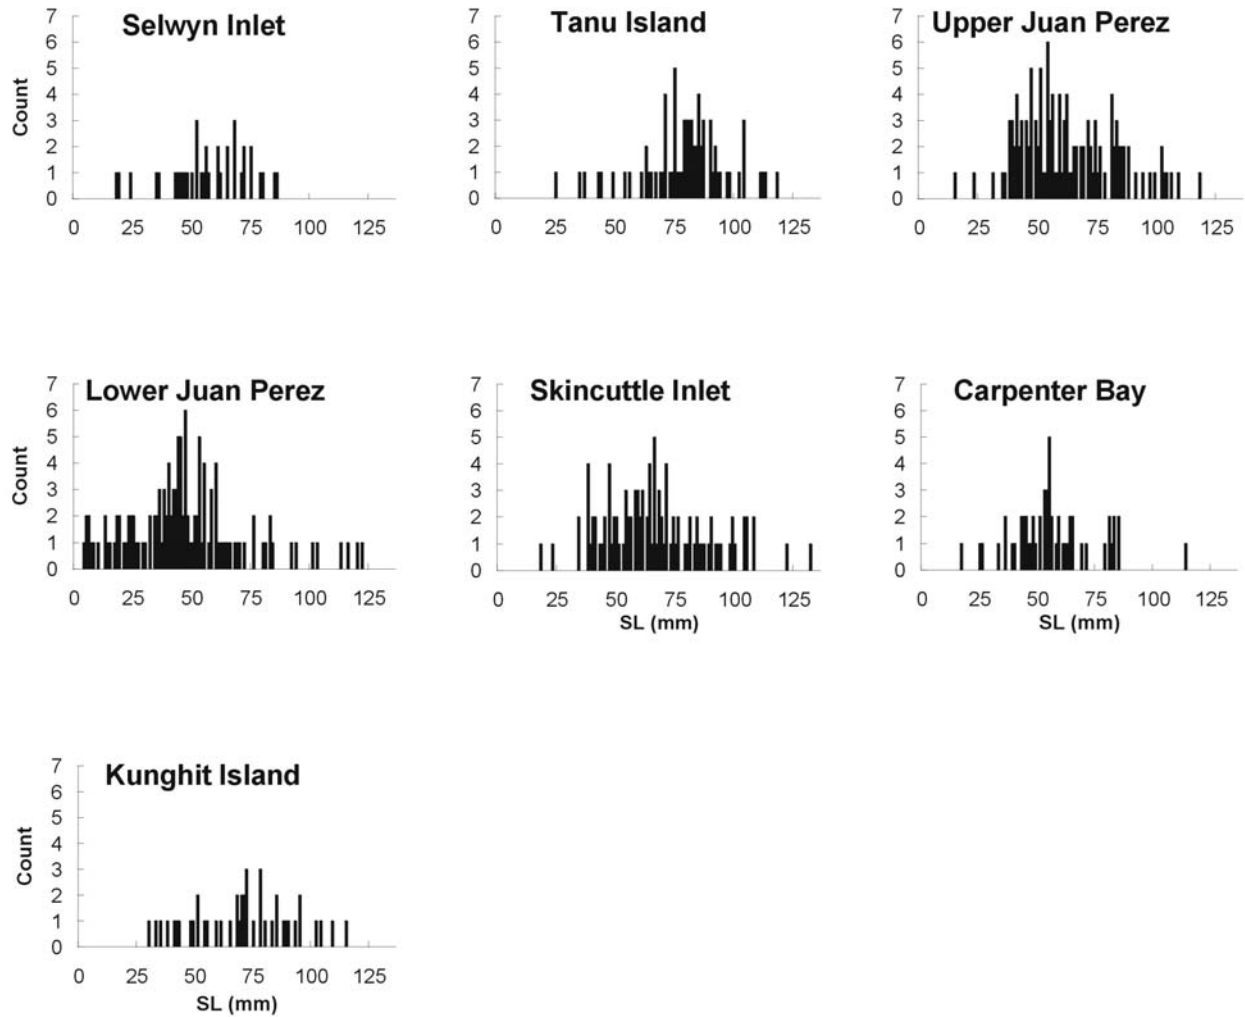 Selwyn Inlet
Count
7
6
5
4
3
2
1
0
0 25 50 75 100 125
Tanu Island
7
6
5
4
3
2
1
0
0 25 50 75 100 125
Upper Juan Perez
7
6
5
4
3
2
1
0
0 25 50 75 100 125
Lower Juan Perez
Count
7
6
5
4
3
2
1
0
0 25 50 75 100 125
Skincuttle Inlet
7
6
5
4
3
2
1
0
0 25 50 75 100 125
SL (mm)
Carpenter Bay
7
6
5
4
3
2
1
0
0 25 50 75 100 125
SL (mm)
Kunghit Island
Count
7
6
5
4
3
2
1
0
0 25 50 75 100 125
SL (mm)